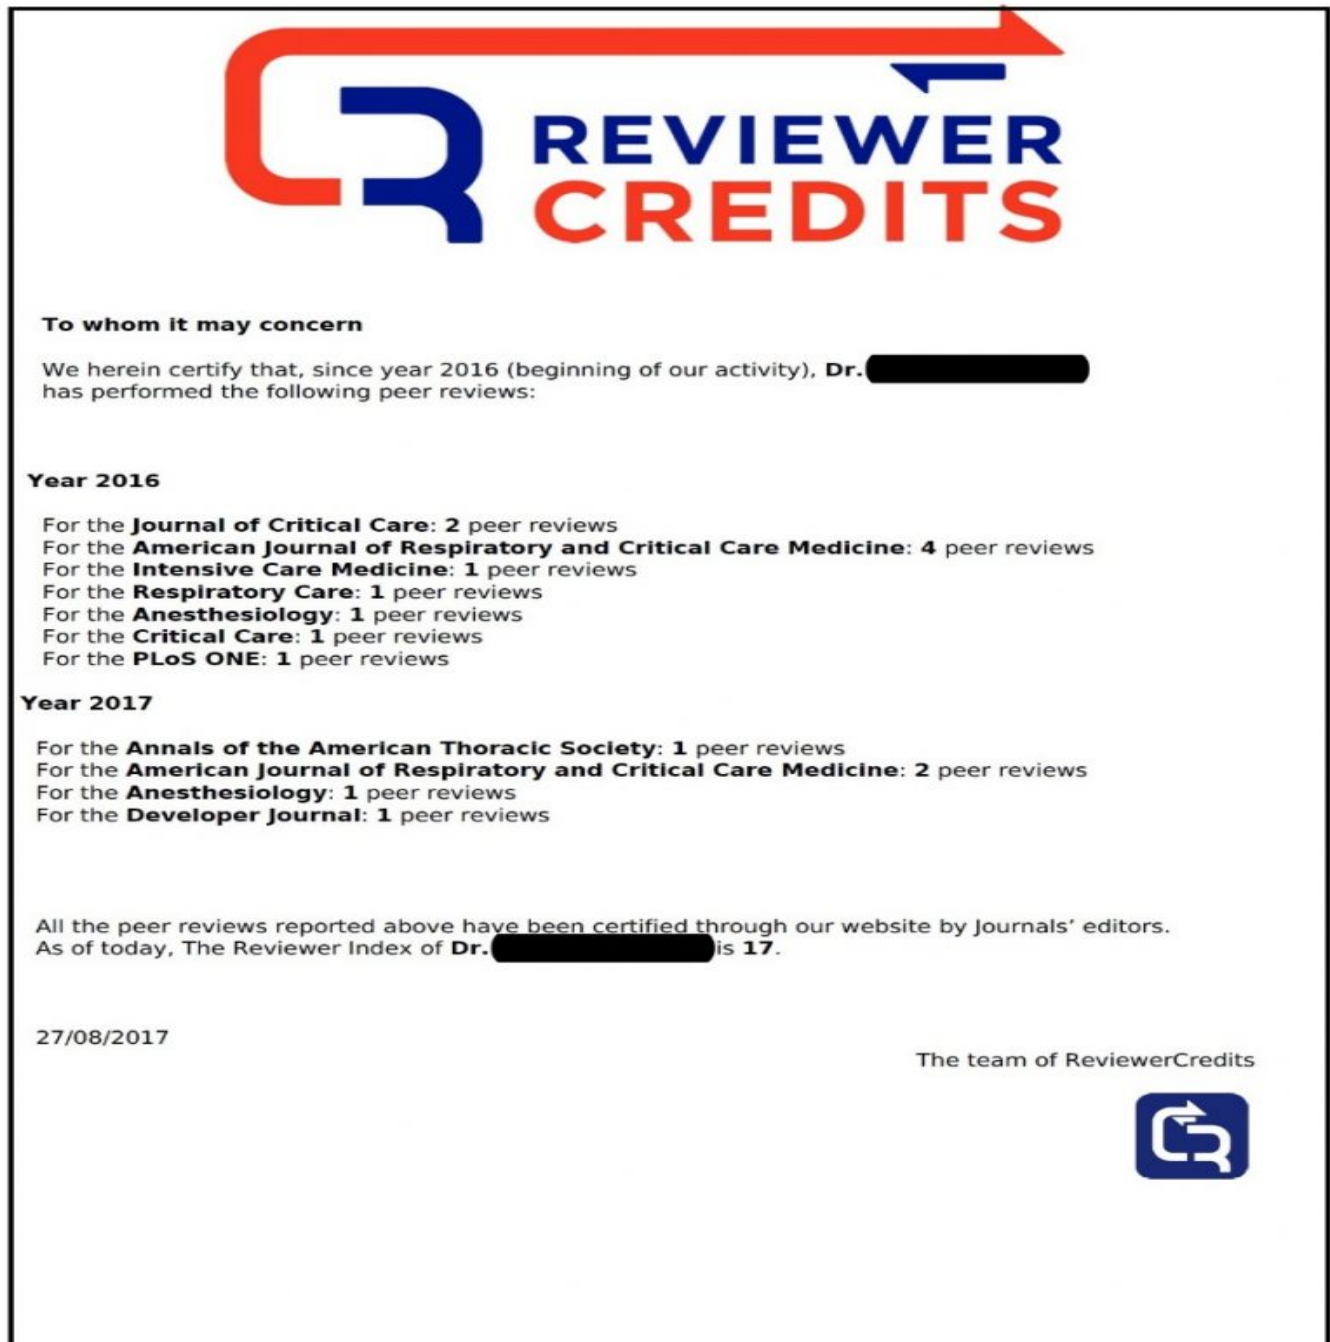 REVIEWER
CREDITS
To whom it may concern
We herein certify that, since year 2016 (beginning of our activity), Dr.
has performed the following peer reviews:
Year 2016
For the Journal of Critical Care: 2 peer reviews
For the American Journal of Respiratory and Critical Care Medicine: 4 peer reviews
For the Intensive Care Medicine: 1 peer reviews
For the Respiratory Care: 1 peer reviews
For the Anesthesiology: 1 peer reviews
For the Critical Care: 1 peer reviews
For the PLoS ONE: 1 peer reviews
Year 2017
For the Annals of the American Thoracic Society: 1 peer reviews
For the American Journal of Respiratory and Critical Care Medicine: 2 peer reviews
For the Anesthesiology: 1 peer reviews
For the Developer Journal: 1 peer reviews
All the peer reviews reported above have been certified through our website by Journals’ editors.
As of today, The Reviewer Index of Dr. is 17.
27/08/2017
The team of ReviewerCredits